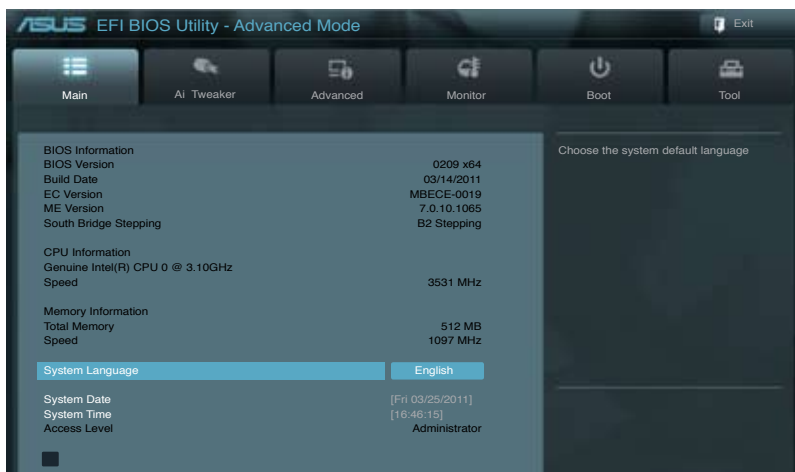 ASUS EFI BIOS Utility - Advanced Mode Exit
Main Ai Tweaker Advanced Monitor Boot Tool
BIOS Information
BIOS Version 0209 x64
Build Date 03/14/2011
EC Version MBECE-0019
ME Version 7.0.10.1065
South Bridge Stepping B2 Stepping
CPU Information
Genuine Intel(R) CPU 0 @ 3.10GHz
Speed 3531 MHz
Memory Information
Total Memory 512 MB
Speed 1097 MHz
System Language English
System Date [Fri 03/25/2011]
System Time [16:46:15]
Access Level Administrator
Choose the system default language